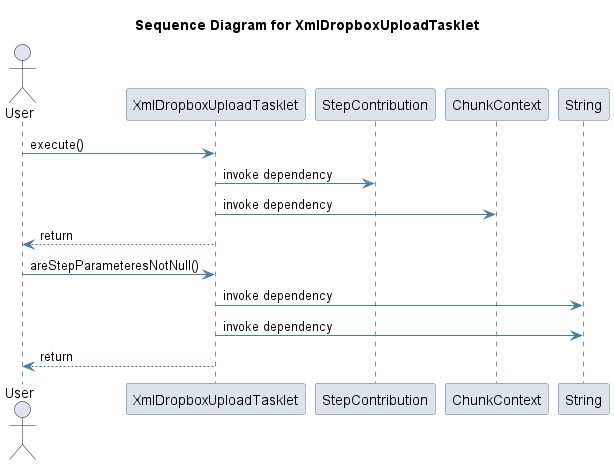 Sequence Diagram for XmlDropboxUploadTasklet
User
XmlDropboxUploadTasklet
StepContribution
ChunkContext
String
execute()
invoke dependency
invoke dependency
return
areStepParameteresNotNull()
invoke dependency
invoke dependency
return
User
XmlDropboxUploadTasklet
StepContribution
ChunkContext
String